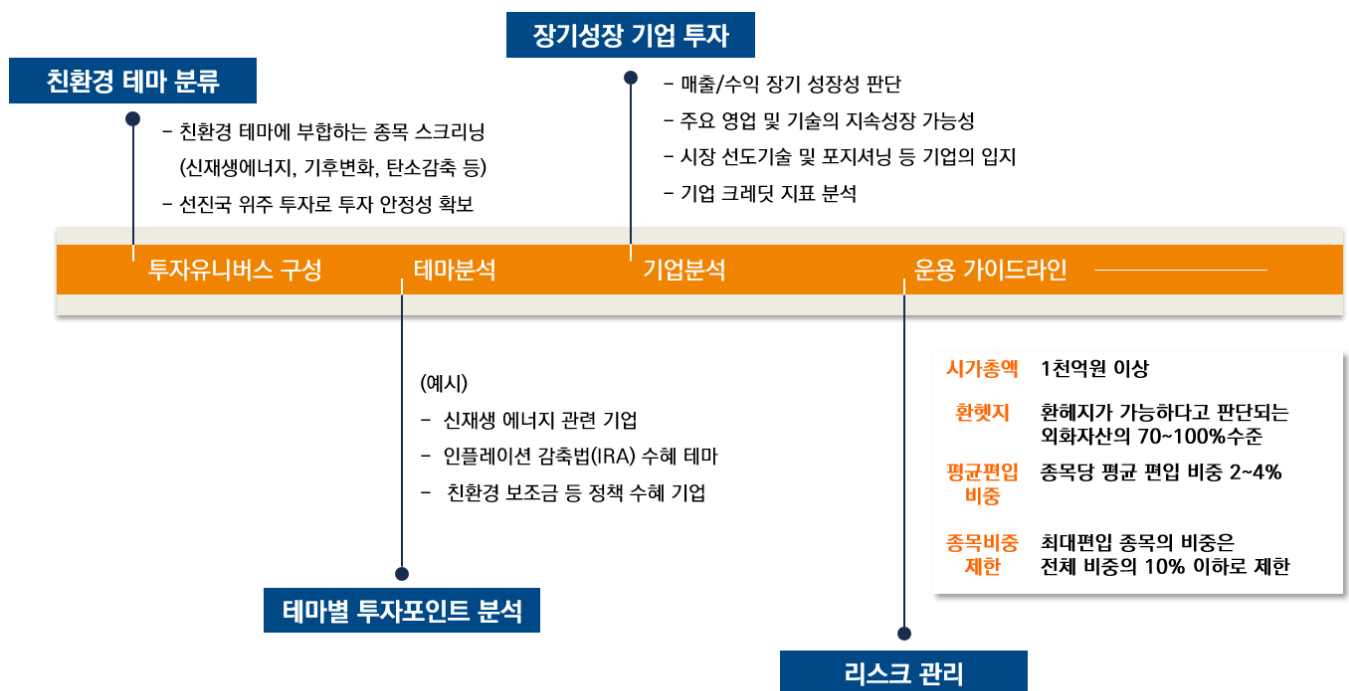 장기성장 기업 투자
친환경 테마 분류
– 매출/수익 장기 성장성 판단
– 주요 영업 및 기술의 지속성장 가능성
– 시장 선도기술 및 포지셔닝 등 기업의 입지
– 기업 크레딧 지표 분석
– 친환경 테마에 부합하는 종목 스크리닝
(신재생에너지, 기후변화, 탄소감축 등)
– 선진국 위주 투자로 투자 안정성 확보
투자유니버스 구성
테마분석
기업분석
운용 가이드라인
(예시)
– 신재생 에너지 관련 기업
– 인플레이션 감축법(IRA) 수혜 테마
– 친환경 보조금 등 정책 수혜 기업
테마별 투자포인트 분석
시가총액 1천억원 이상
환헷지 환헤지가 가능하다고 판단되는
외화자산의 70~100%수준
평균편입 종목당 평균 편입 비중 2~4%
비중
종목비중 최대편입 종목의 비중은
제한 전체 비중의 10% 이하로 제한
리스크 관리